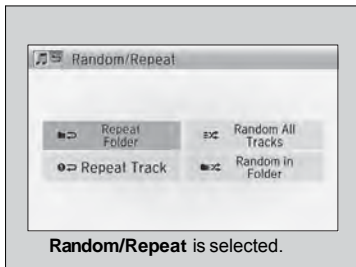 Random/Repeat
Repeat
Folder
Random All
Tracks
Repeat Track
Random in
Folder
Random/Repeat is selected.